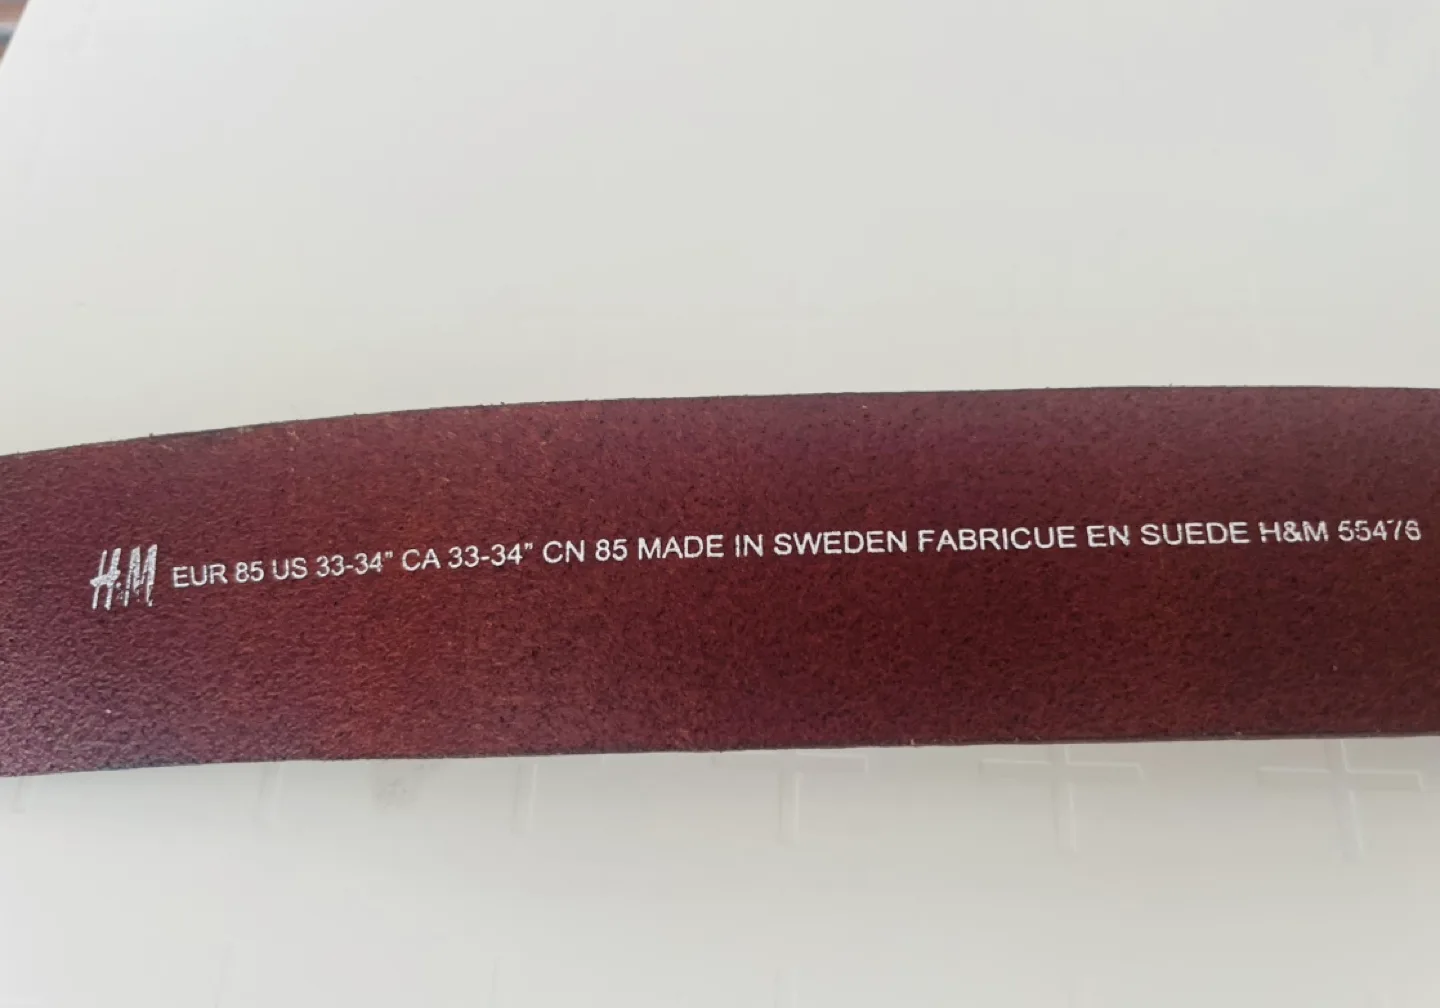 H&M EUR 85 US 33-34" CA 33-34" CN 85 MADE IN SWEDEN FABRICUE EN SUEDE H&M 55476